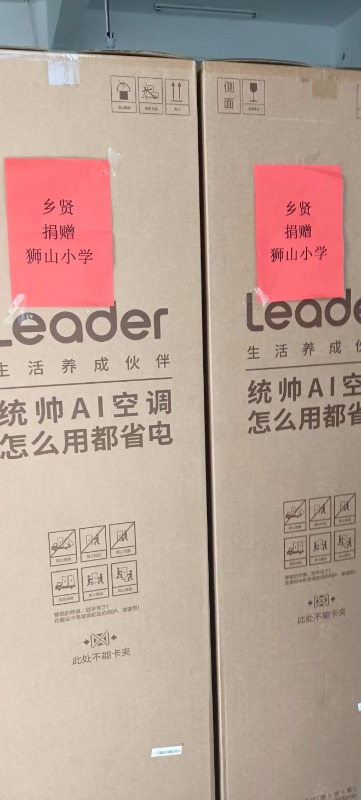 乡贤
捐赠
狮山小学
Leader
生活养成伙伴
统帅AI空调
怎么用都省电
此处不能卡夹
侧面
乡贤
捐赠
狮山小学
Leade
生活养成
统帅AI空
怎么用都省
此处不能卡夹